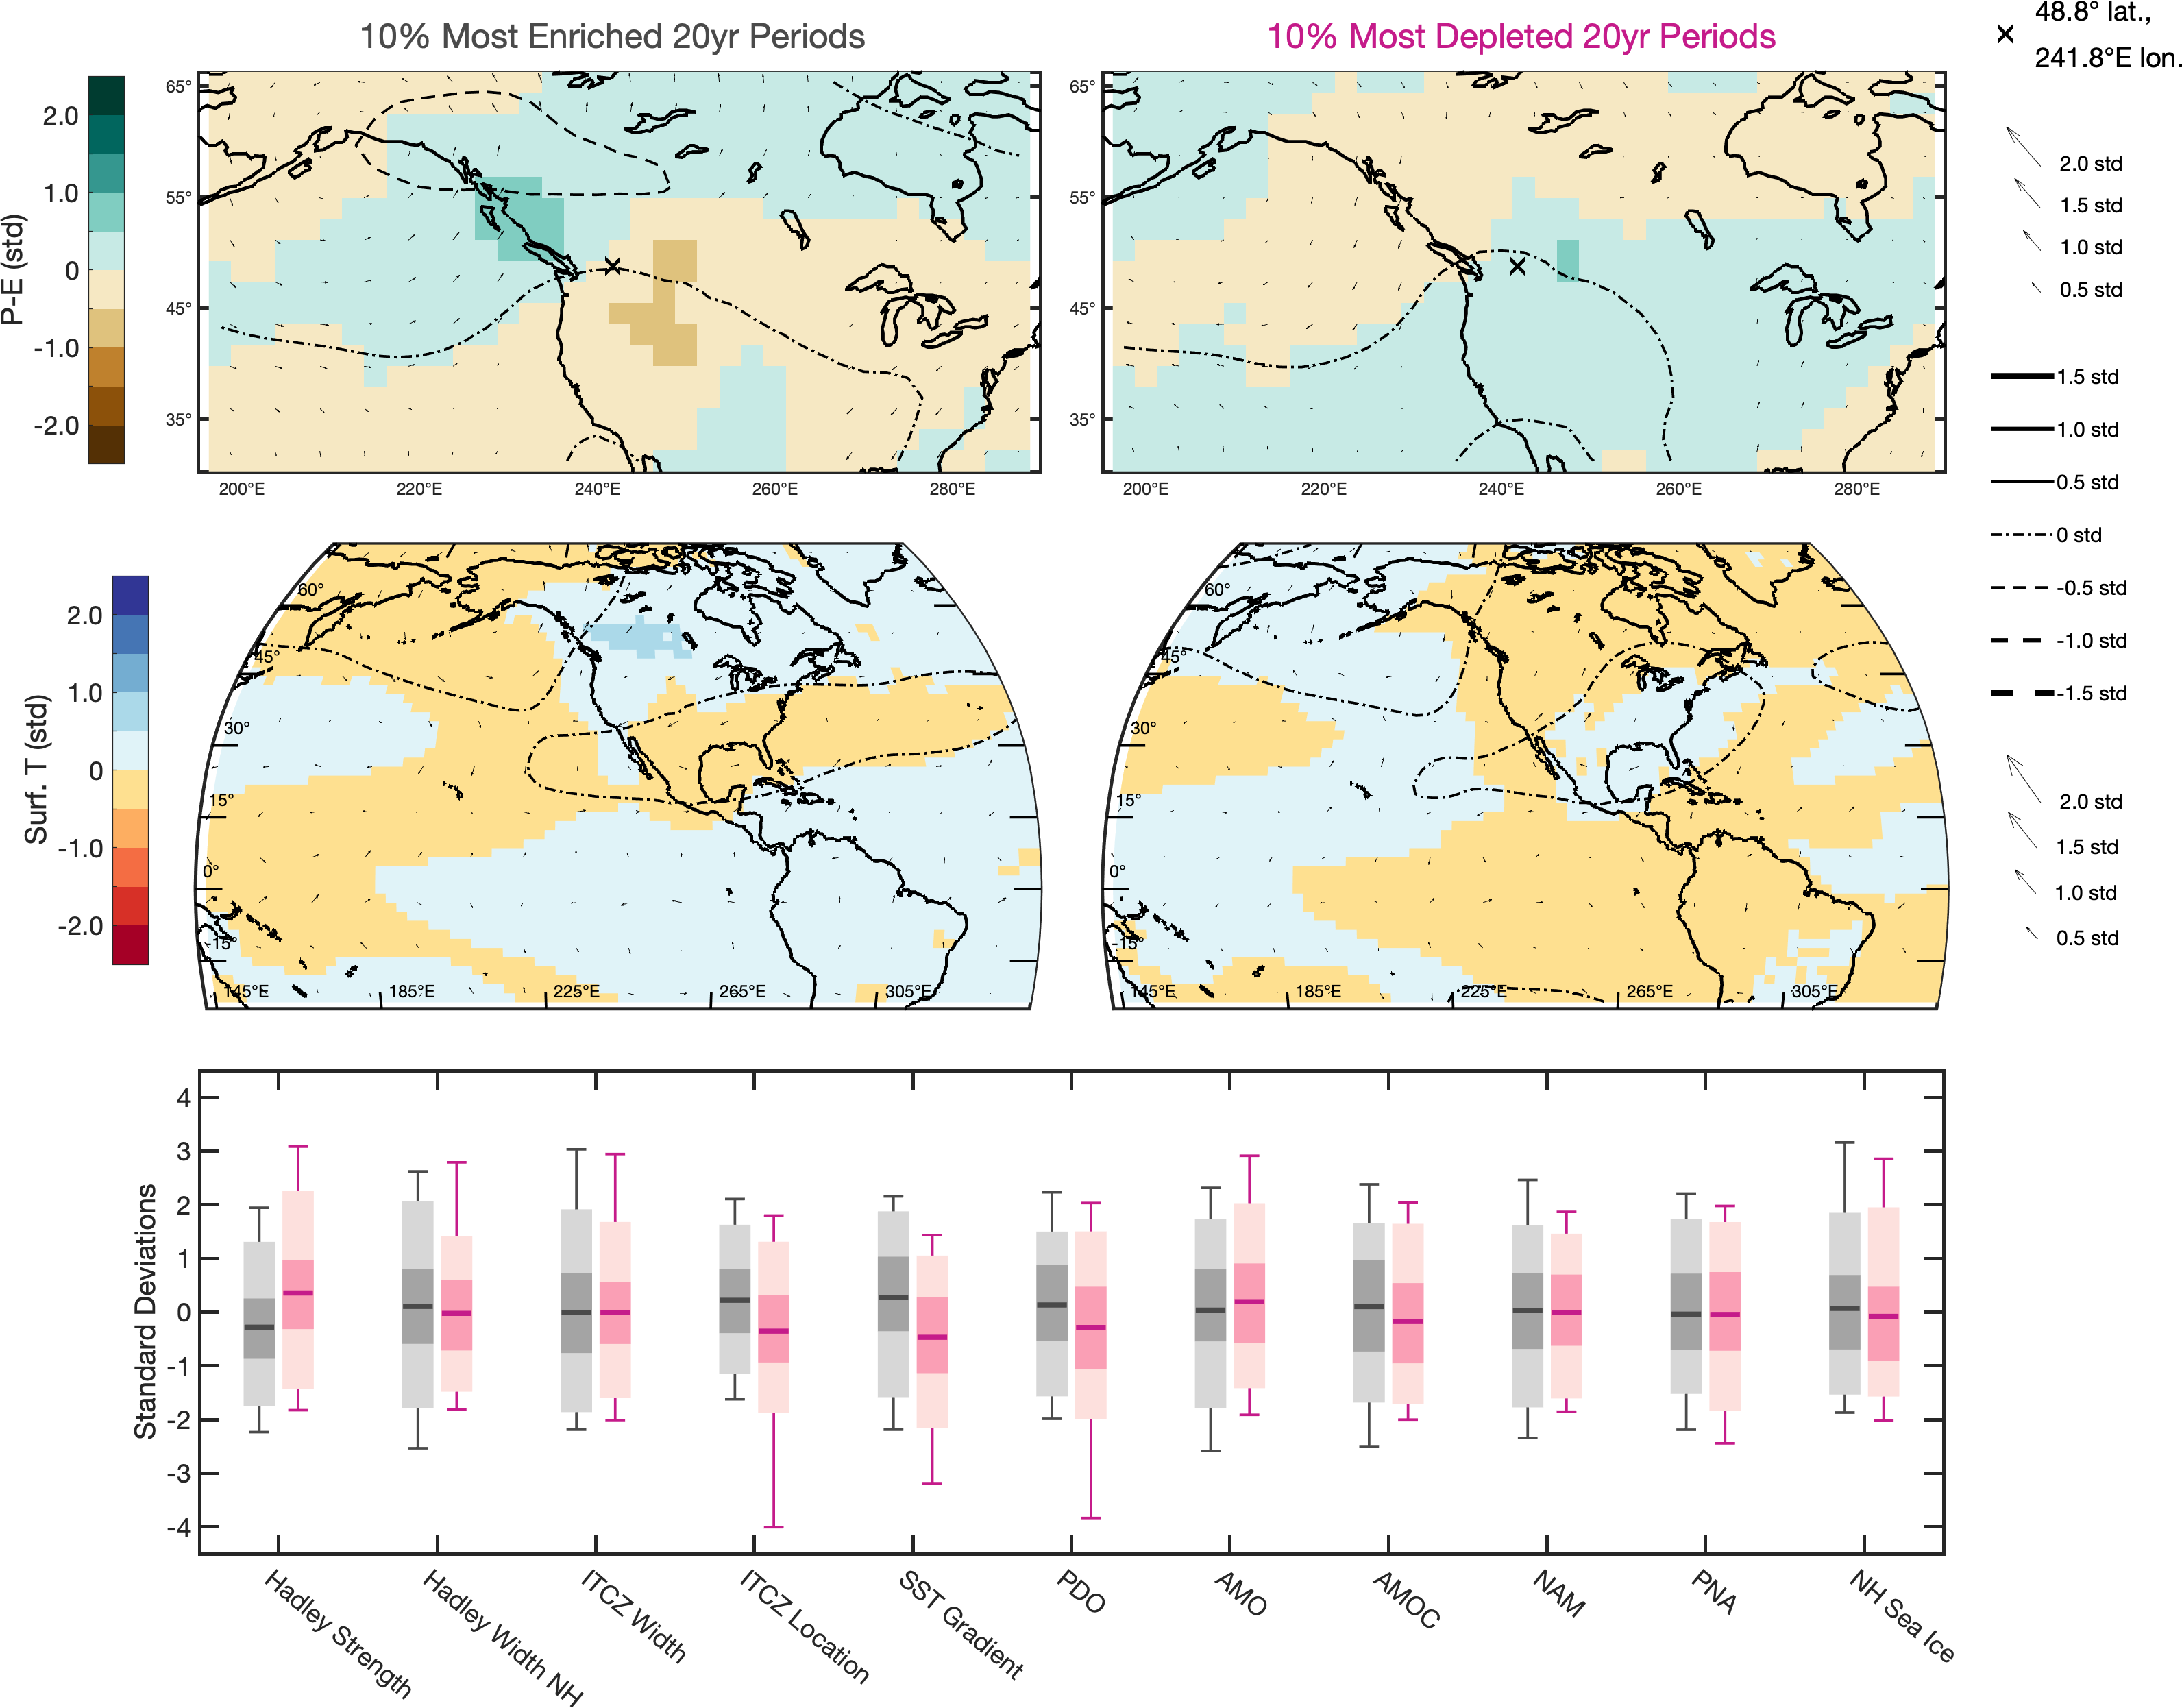 10% Most Enriched 20yr Periods
10% Most Depleted 20yr Periods
48.8° lat.,
241.8°E lon.
P-E (std)
2.0
1.0
0
-1.0
-2.0
65°
55°
45°
35°
200°E
220°E
240°E
260°E
280°E
65°
55°
45°
35°
200°E
220°E
240°E
260°E
280°E
2.0 std
1.5 std
1.0 std
0.5 std
1.5 std
1.0 std
0.5 std
0 std
-0.5 std
-1.0 std
-1.5 std
Surf. T (std)
2.0
1.0
0
-1.0
-2.0
60°
45°
30°
15°
0°
-15°
145°E
185°E
225°E
265°E
305°E
60°
45°
30°
15°
0°
-15°
145°E
185°E
225°E
265°E
305°E
2.0 std
1.5 std
1.0 std
0.5 std
Standard Deviations
4
3
2
1
0
-1
-2
-3
-4
Hadley Strength
Hadley Width NH
ITCZ Width
ITCZ Location
SST Gradient
PDO
AMO
AMOC
NAM
PNA
NH Sea Ice